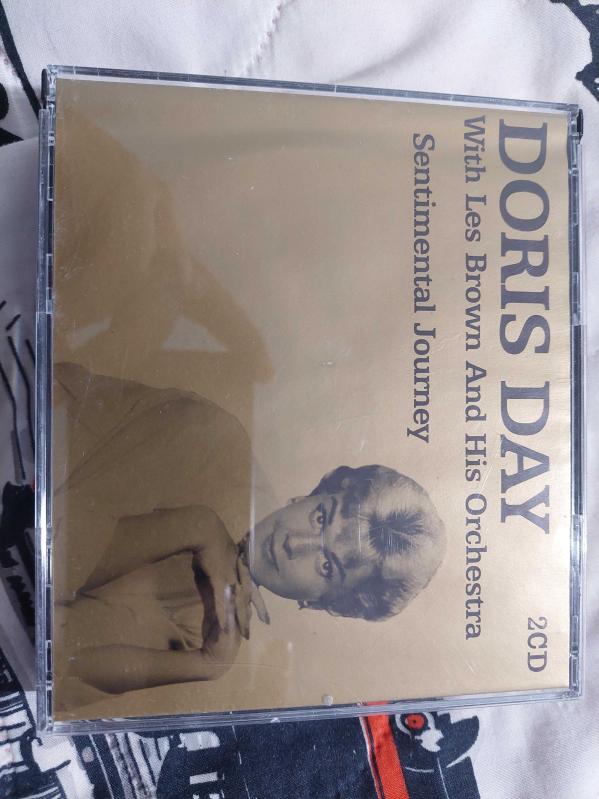 DORIS DAY
With Les Brown And His Orchestra
Sentimental Journey
2CD